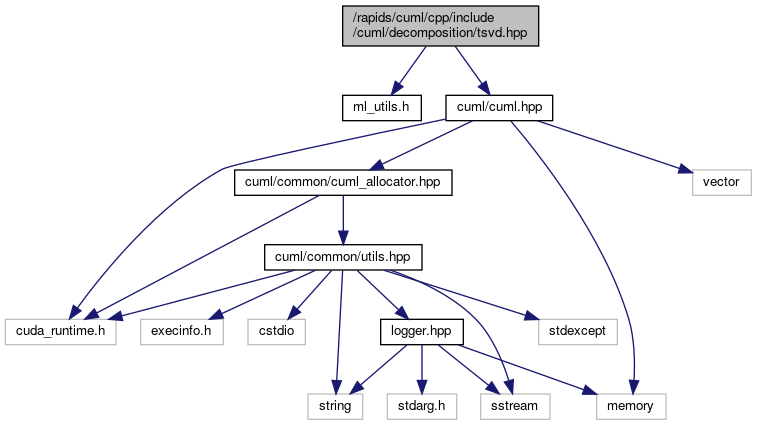 /rapids/cuml/cpp/include
/cuml/decomposition/tsvd.hpp
ml_utils.h
cuml/cuml.hpp
cuml/common/cuml_allocator.hpp
vector
cuml/common/utils.hpp
cuda_runtime.h
execinfo.h
cstdio
logger.hpp
stdexcept
string
stdarg.h
sstream
memory